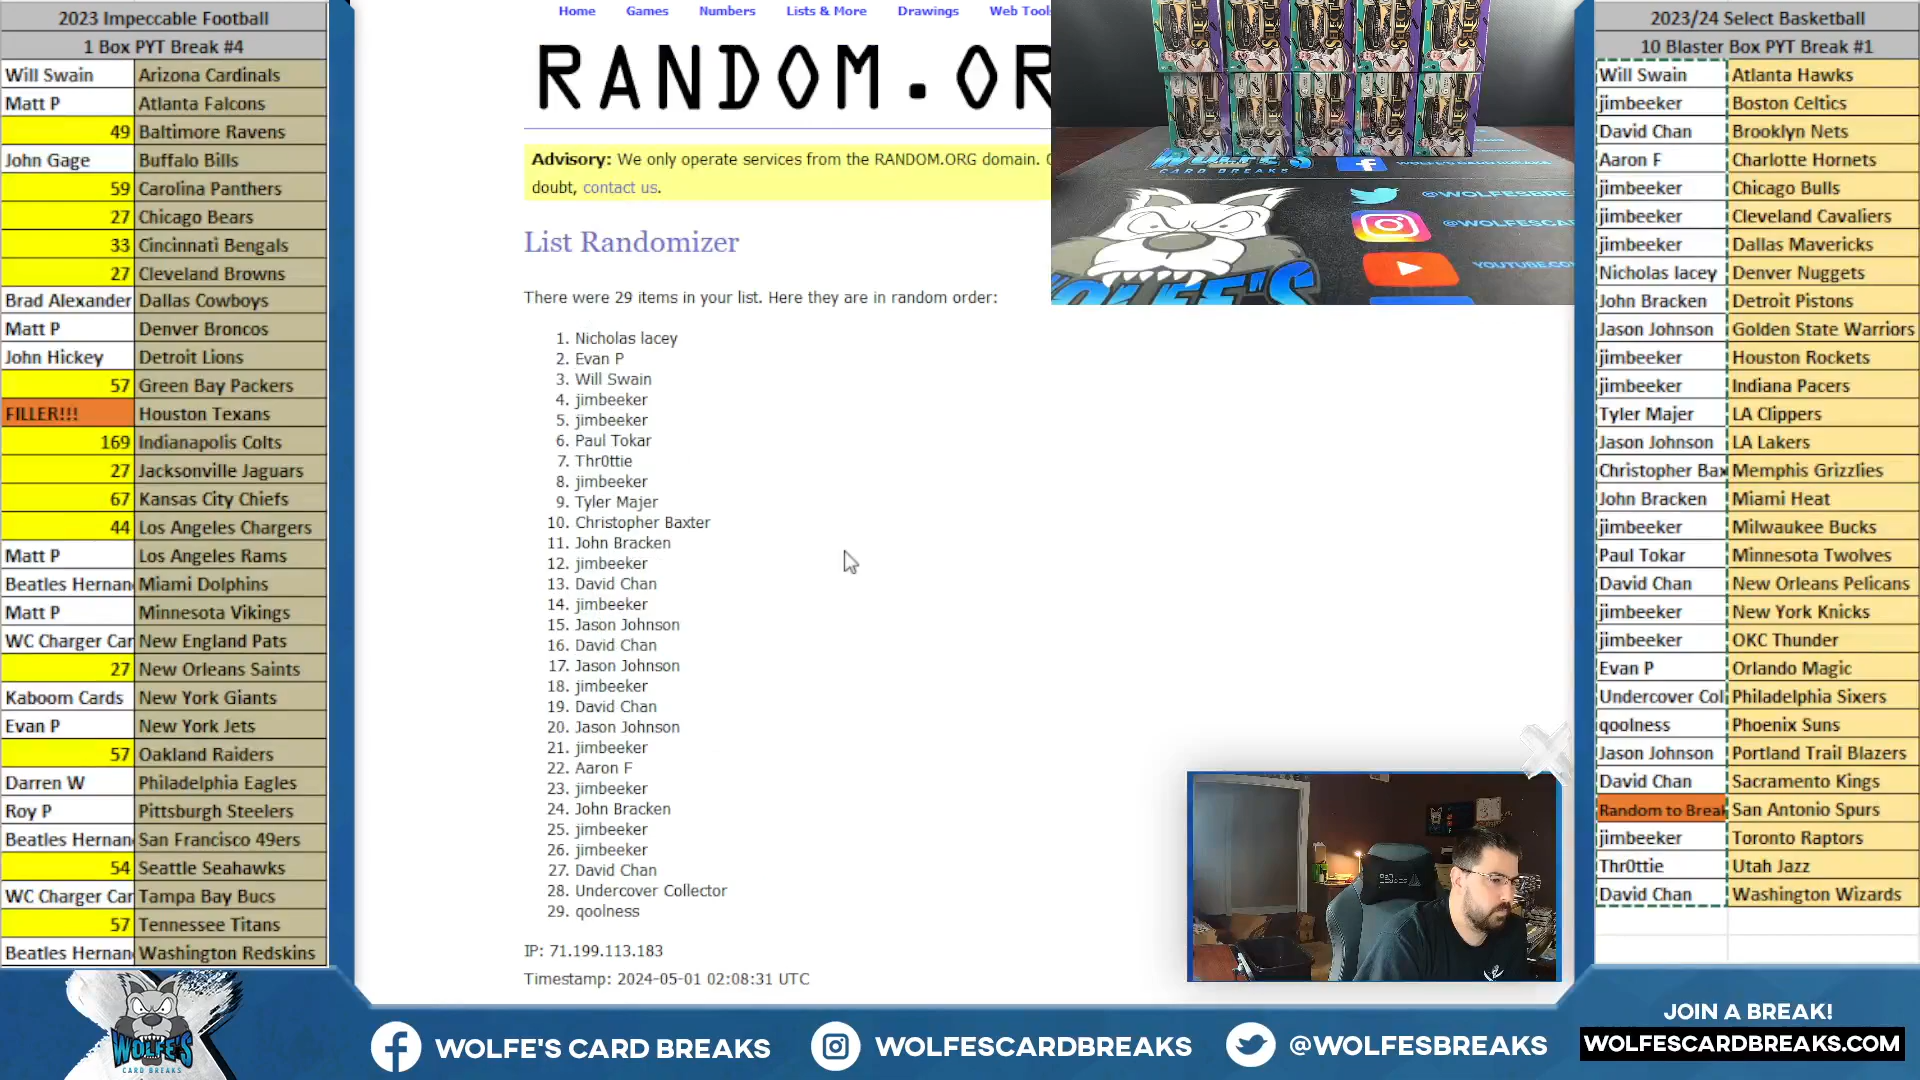 2023 Impeccable Football
1 Box PYT Break #4
Will Swain Arizona Cardinals
Matt P Atlanta Falcons
49 Baltimore Ravens
John Gage Buffalo Bills
59 Carolina Panthers
27 Chicago Bears
33 Cincinnati Bengals
27 Cleveland Browns
Brad Alexander Dallas Cowboys
Matt P Denver Broncos
John Hickey Detroit Lions
57 Green Bay Packers
FILLER!!! Houston Texans
169 Indianapolis Colts
27 Jacksonville Jaguars
67 Kansas City Chiefs
44 Los Angeles Chargers
Matt P Los Angeles Rams
Beatles Hernan Miami Dolphins
Matt P Minnesota Vikings
WC Charger Car New England Pats
27 New Orleans Saints
Kaboom Cards New York Giants
Evan P New York Jets
57 Oakland Raiders
Darren W Philadelphia Eagles
Roy P Pittsburgh Steelers
Beatles Hernan San Francisco 49ers
54 Seattle Seahawks
WC Charger Car Tampa Bay Bucs
57 Tennessee Titans
Beatles Hernan Washington Redskins
Home Games Numbers Lists & More Drawings Web Tools
RANDOM.OR
Advisory: We only operate services from the RANDOM.ORG domain.
doubt, contact us.
List Randomizer
There were 29 items in your list. Here they are in random order:
1. Nicholas lacey
2. Evan P
3. Will Swain
4. jimbeeker
5. jimbeeker
6. Paul Tokar
7. Thr0ttie
8. jimbeeker
9. Tyler Majer
10. Christopher Baxter
11. John Bracken
12. jimbeeker
13. David Chan
14. jimbeeker
15. Jason Johnson
16. David Chan
17. Jason Johnson
18. jimbeeker
19. David Chan
20. Jason Johnson
21. jimbeeker
22. Aaron F
23. jimbeeker
24. John Bracken
25. jimbeeker
26. jimbeeker
27. David Chan
28. Undercover Collector
29. qoolness
IP: 71.199.113.183
Timestamp: 2024-05-01 02:08:31 UTC
SELECT
WOLFE'S
CARD BREAKS
@WOLFESBRE
@WOLFESCAR
YOUTUBE.CO
WOLFE'S
2023/24 Select Basketball
10 Blaster Box PYT Break #1
Will Swain Atlanta Hawks
jimbeeker Boston Celtics
David Chan Brooklyn Nets
Aaron F Charlotte Hornets
jimbeeker Chicago Bulls
jimbeeker Cleveland Cavaliers
jimbeeker Dallas Mavericks
Nicholas lacey Denver Nuggets
John Bracken Detroit Pistons
Jason Johnson Golden State Warriors
jimbeeker Houston Rockets
jimbeeker Indiana Pacers
Tyler Majer LA Clippers
Jason Johnson LA Lakers
Christopher Bax Memphis Grizzlies
John Bracken Miami Heat
jimbeeker Milwaukee Bucks
Paul Tokar Minnesota Twolves
David Chan New Orleans Pelicans
jimbeeker New York Knicks
jimbeeker OKC Thunder
Evan P Orlando Magic
Undercover Col Philadelphia Sixers
qoolness Phoenix Suns
Jason Johnson Portland Trail Blazers
David Chan Sacramento Kings
Random to Brea San Antonio Spurs
jimbeeker Toronto Raptors
Thr0ttie Utah Jazz
David Chan Washington Wizards
WOLFE'S
CARD BREAKS
WOLFE'S CARD BREAKS
WOLFESCARDBREAKS
@WOLFESBREAKS
JOIN A BREAK!
WOLFESCARDBREAKS.COM